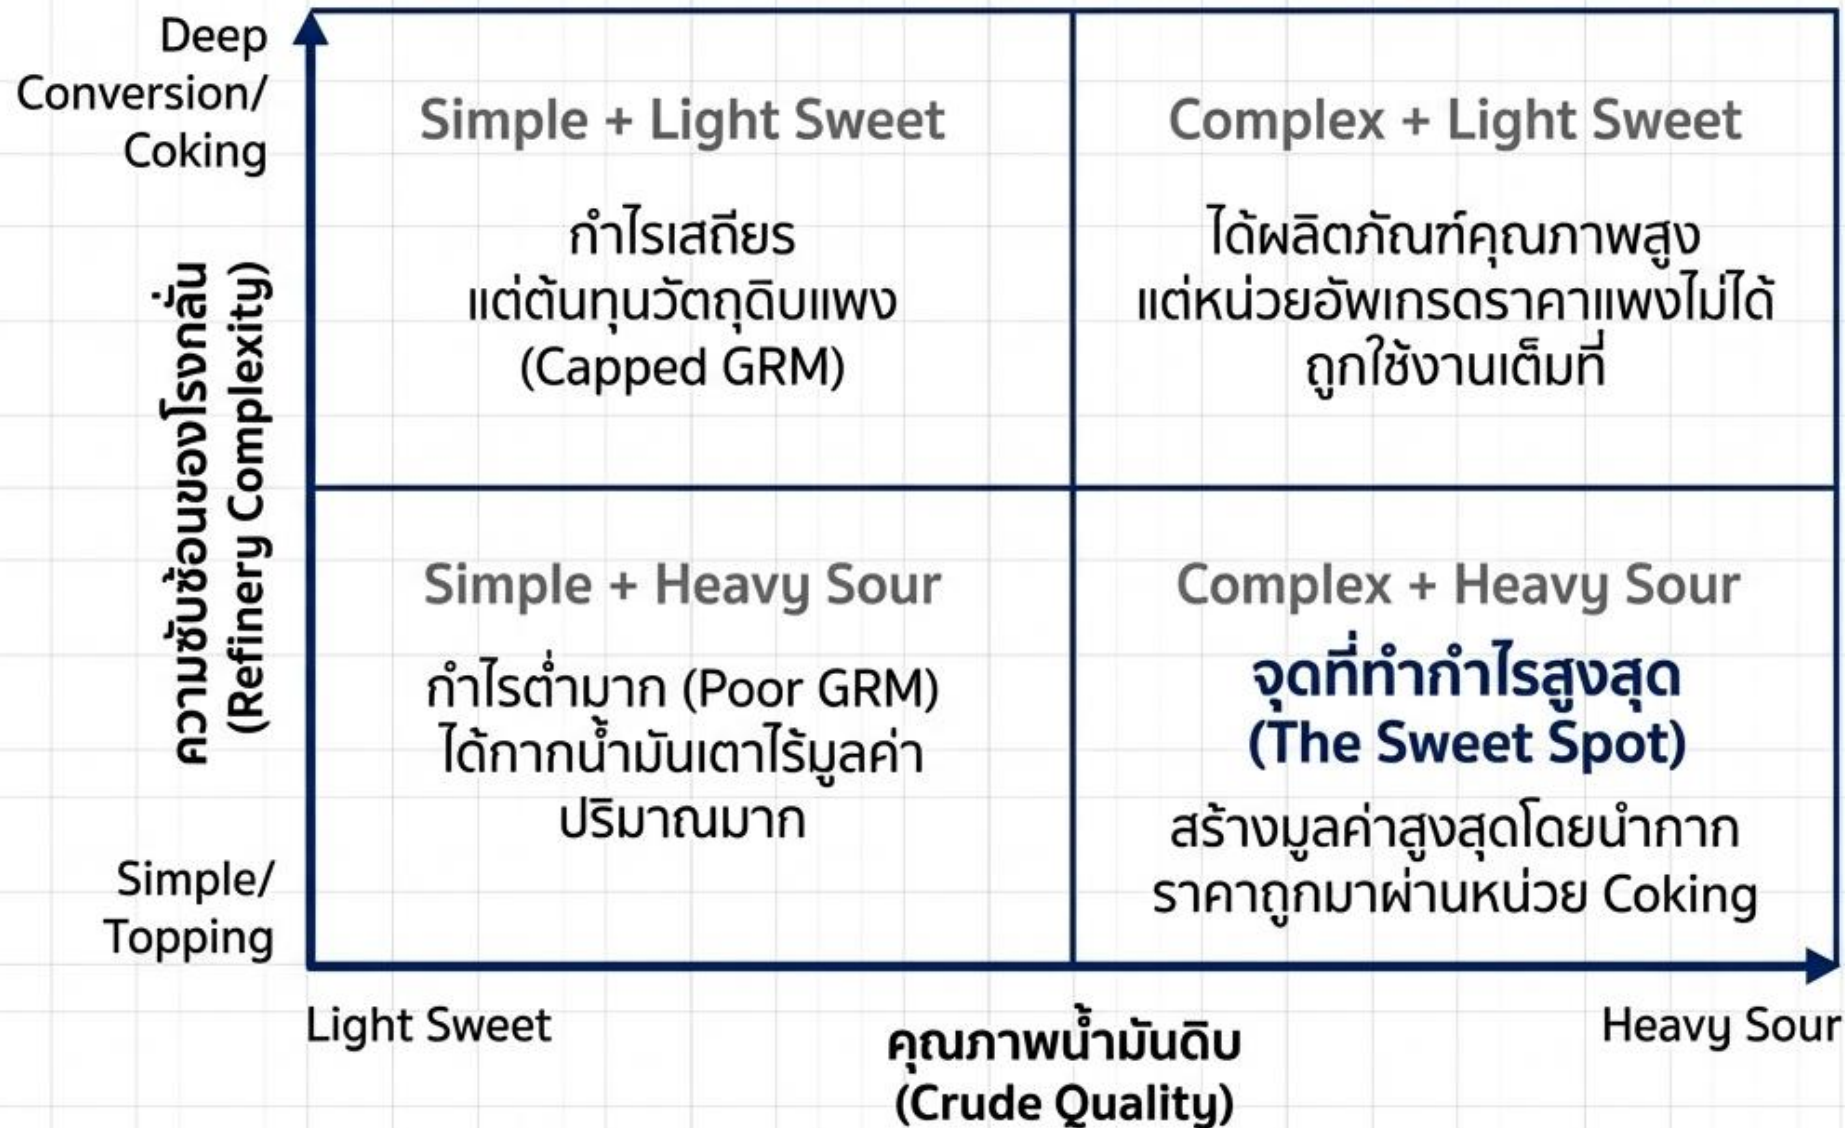 Deep
Conversion/
Coking
Simple + Light Sweet
กำไรเสถียร
แต่ต้นทุนวัตถุดิบแพง
(Capped GRM)
Complex + Light Sweet
ได้ผลิตภัณฑ์คุณภาพสูง
แต่หน่วยอัพเกรดราคาแพงไม่ได้
ถูกใช้งานเต็มที่
ความซับซ้อนของโรงกลั่น
(Refinery Complexity)
Simple + Heavy Sour
กำไรต่ำมาก (Poor GRM)
ได้กากน้ำมันเตาไร้มูลค่า
ปริมาณมาก
Complex + Heavy Sour
จุดที่ทำกำไรสูงสุด
(The Sweet Spot)
สร้างมูลค่าสูงสุดโดยนำกาก
ราคาถูกมาผ่านหน่วย Coking
Simple/
Topping
Light Sweet
คุณภาพน้ำมันดิบ
(Crude Quality)
Heavy Sour